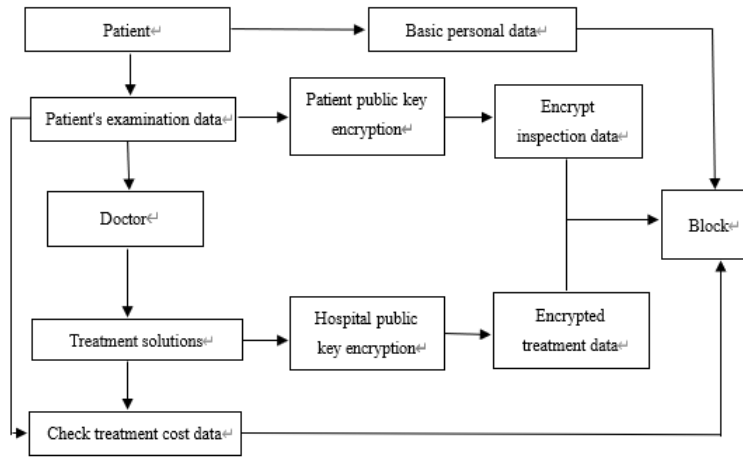 Patient↵
Basic personal data↵
Patient's examination data↵
Patient public key
encryption↵
Encrypt
inspection data↵
Doctor↵
Block↵
Treatment solutions↵
Hospital public
key encryption↵
Encrypted
treatment data↵
Check treatment cost data↵